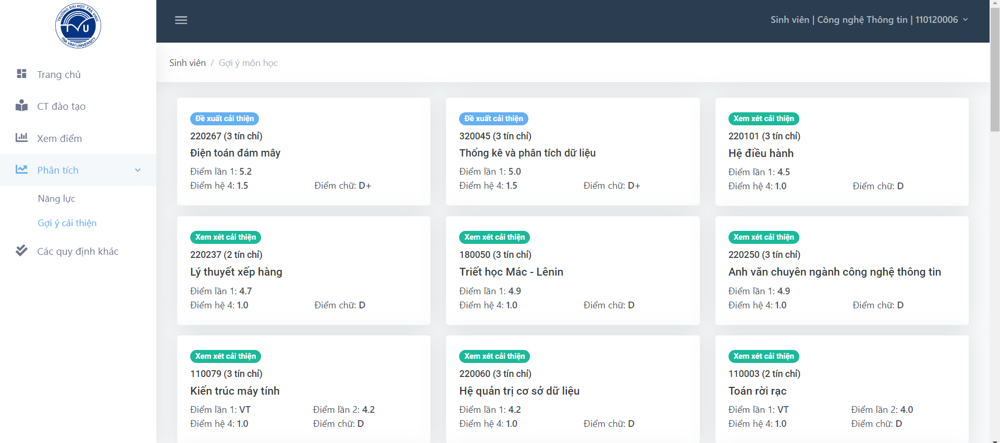 TRƯỜNG ĐẠI HỌC TRÀ VINH
TVU
TRA VINH UNIVERSITY
Sinh viên | Công nghệ Thông tin | 110120006
Trang chủ
CT đào tạo
Xem điểm
Phân tích
Năng lực
Gợi ý cải thiện
Các quy định khác
Sinh viên / Gợi ý môn học
Đề xuất cải thiện
220267 (3 tín chỉ)
Điện toán đám mây
Điểm lần 1: 5.2
Điểm hệ 4: 1.5 Điểm chữ: D+
Đề xuất cải thiện
320045 (3 tín chỉ)
Thống kê và phân tích dữ liệu
Điểm lần 1: 5.0
Điểm hệ 4: 1.5 Điểm chữ: D+
Xem xét cải thiện
220101 (3 tín chỉ)
Hệ điều hành
Điểm lần 1: 4.5
Điểm hệ 4: 1.0 Điểm chữ: D
Xem xét cải thiện
220237 (2 tín chỉ)
Lý thuyết xếp hàng
Điểm lần 1: 4.7
Điểm hệ 4: 1.0 Điểm chữ: D
Xem xét cải thiện
180050 (3 tín chỉ)
Triết học Mác - Lênin
Điểm lần 1: 4.9
Điểm hệ 4: 1.0 Điểm chữ: D
Xem xét cải thiện
220250 (3 tín chỉ)
Anh văn chuyên ngành công nghệ thông tin
Điểm lần 1: 4.9
Điểm hệ 4: 1.0 Điểm chữ: D
Xem xét cải thiện
110079 (3 tín chỉ)
Kiến trúc máy tính
Điểm lần 1: VT Điểm lần 2: 4.2
Điểm hệ 4: 1.0 Điểm chữ: D
Xem xét cải thiện
220060 (3 tín chỉ)
Hệ quản trị cơ sở dữ liệu
Điểm lần 1: 4.2
Điểm hệ 4: 1.0 Điểm chữ: D
Xem xét cải thiện
110003 (2 tín chỉ)
Toán rời rạc
Điểm lần 1: VT Điểm lần 2: 4.0
Điểm hệ 4: 1.0 Điểm chữ: D